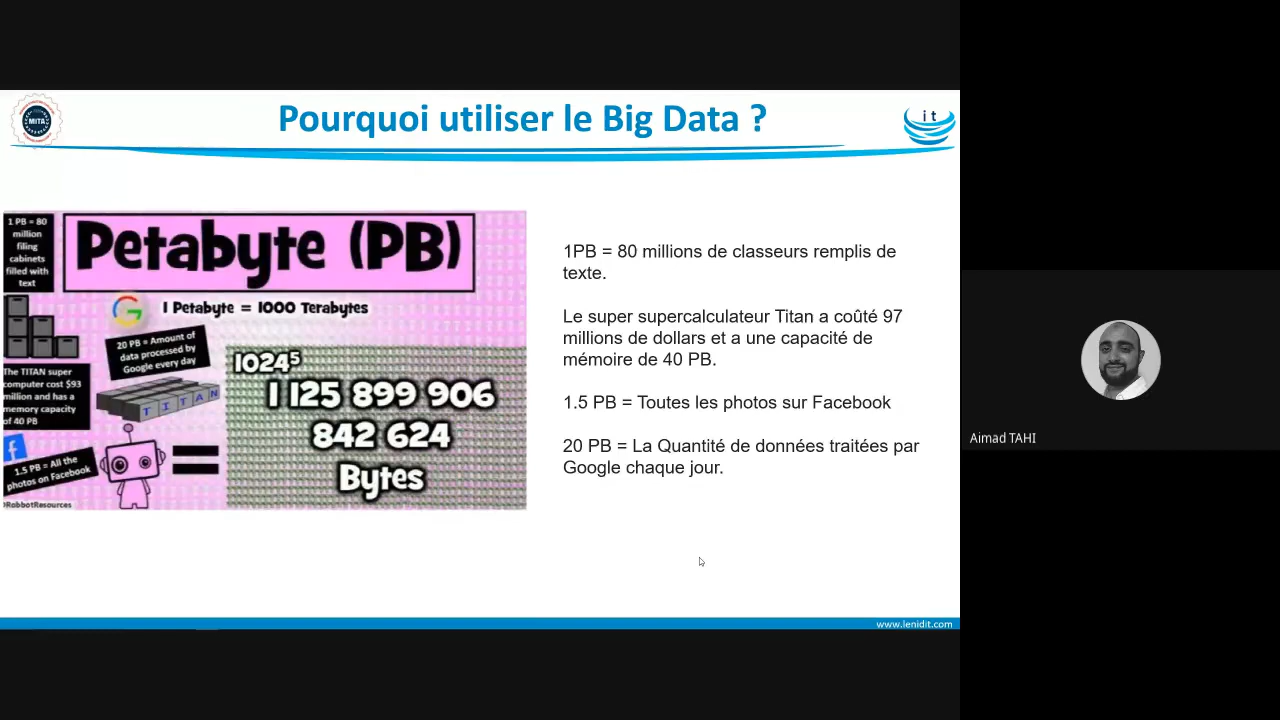 Pourquoi utiliser le Big Data ?
MITA
it
1 PB = 80
million
filing
cabinets
filled with
text
Petabyte (PB)
1 Petabyte = 1000 Terabytes
20 PB = Amount of
data processed by
Google every day
The TITAN super
computer cost $93
million and has a
memory capacity
of 40 PB
TITAN
1.5 PB = All the
photos on Facebook
=
1024⁵
1 125 899 906
842 624
Bytes
@RobbotResources
1PB = 80 millions de classeurs remplis de
texte.
Le super supercalculateur Titan a coûté 97
millions de dollars et a une capacité de
mémoire de 40 PB.
1.5 PB = Toutes les photos sur Facebook
20 PB = La Quantité de données traitées par
Google chaque jour.
www.lenidit.com
Aimad TAHI